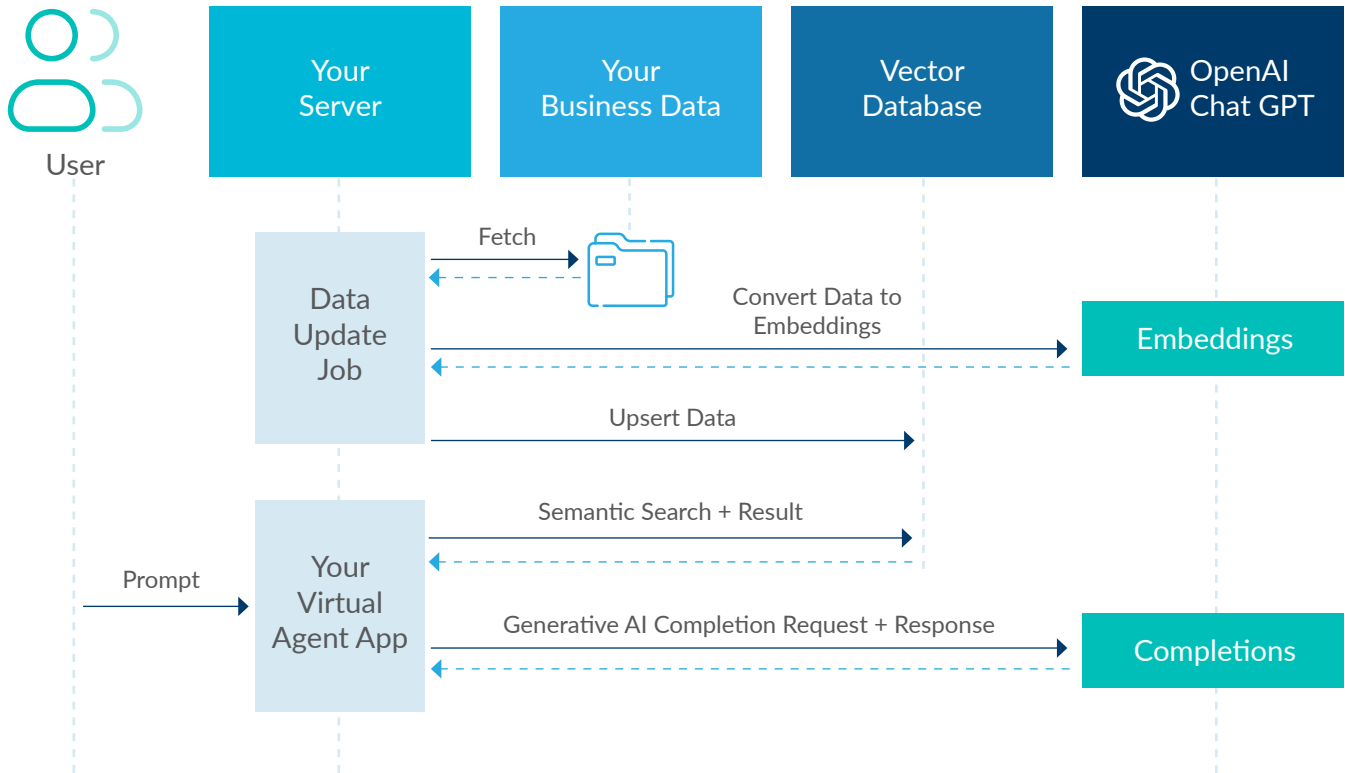 Your
Server
Your
Business Data
Vector
Database
OpenAI
Chat GPT
User
Fetch
Data
Update
Job
Convert Data to
Embeddings
Embeddings
Upsert Data
Semantic Search + Result
Prompt
Your
Virtual
Agent App
Generative AI Completion Request + Response
Completions